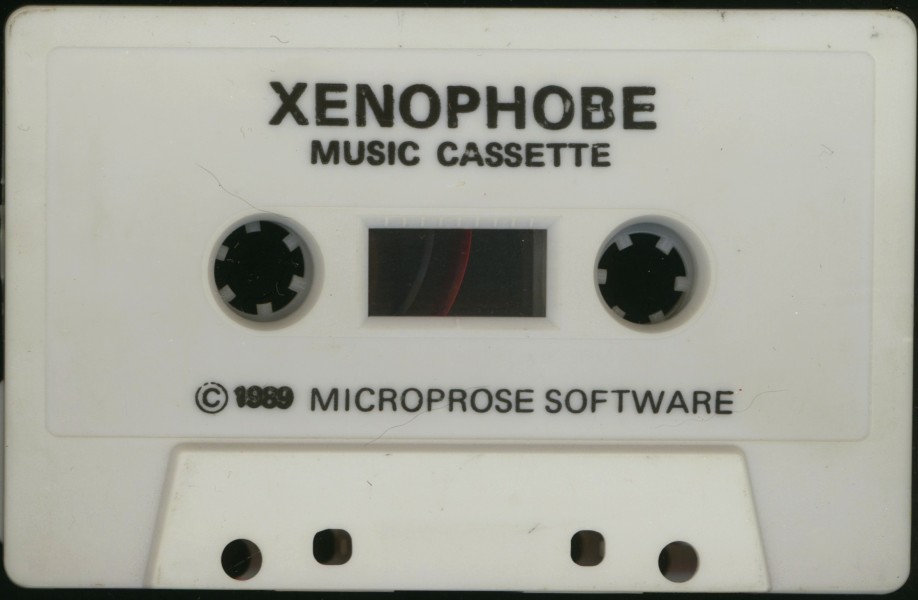 XENOPHOBE
MUSIC CASSETTE
© 1989 MICROPROSE SOFTWARE